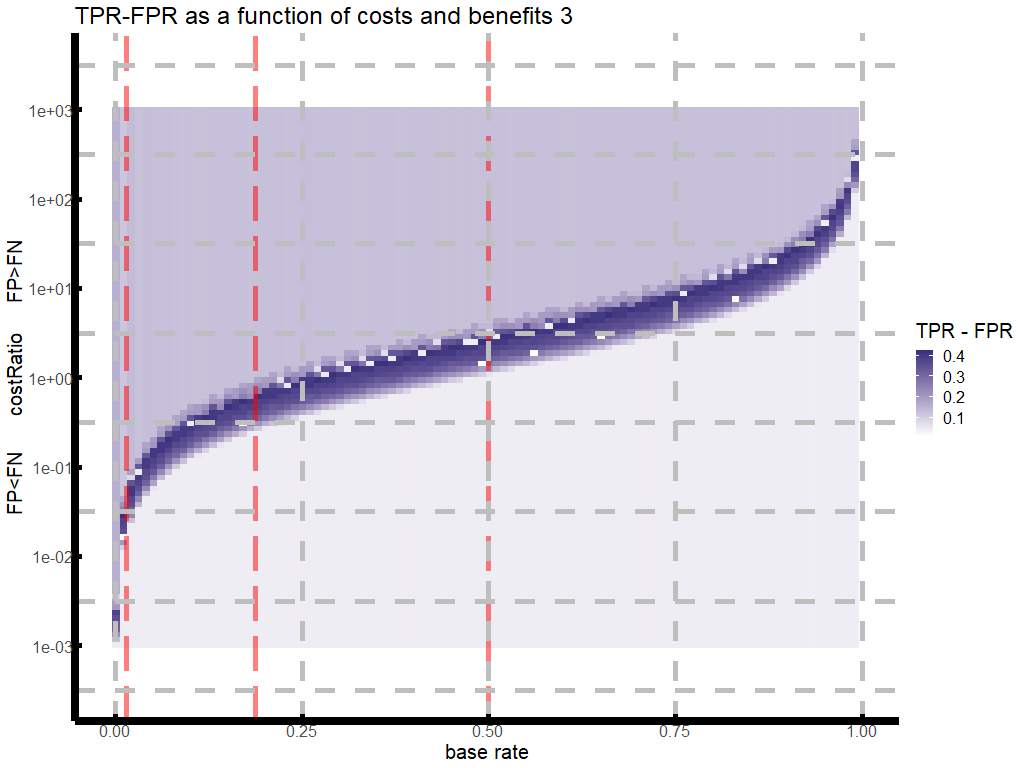 TPR-FPR as a function of costs and benefits 3
1e+03
1e+02
1e+01
1e+00
1e-01
1e-02
1e-03
FP<FN costRatio FP>FN
0.00 0.25 0.50 0.75 1.00
base rate
TPR - FPR
0.4
0.3
0.2
0.1